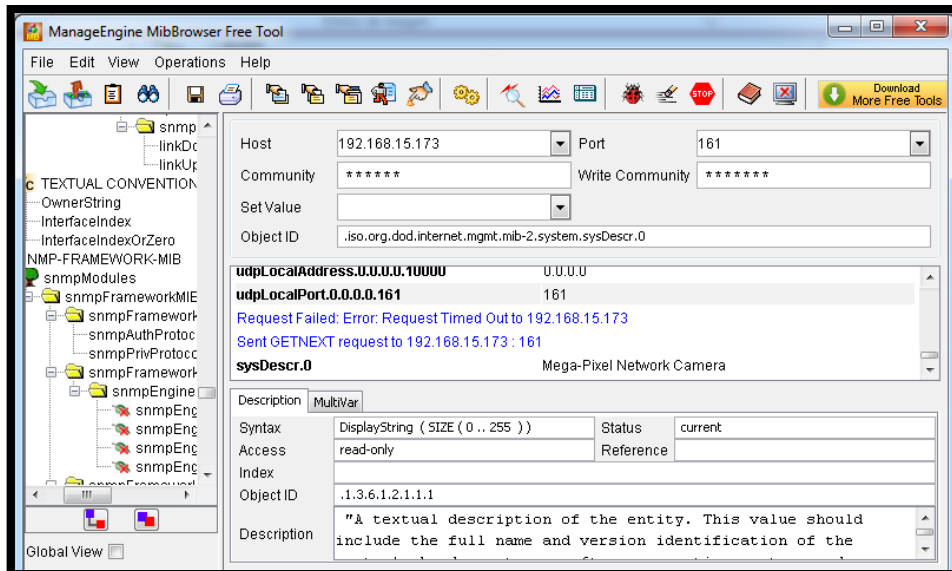 ManageEngine MibBrowser Free Tool
File Edit View Operations Help
STOP
Download
More Free Tools
snmp
linkDo
linkUp
TEXTUAL CONVENTION
OwnerString
InterfaceIndex
InterfaceIndexOrZero
NMP-FRAMEWORK-MIB
snmpModules
snmpFrameworkMIE
snmpFramework
snmpAuthProtoc
snmpPrivProtocc
snmpFramework
snmpEngine
snmpEng
snmpEng
snmpEng
snmpEng
snmpFramework
Global View
Host 192.168.15.173 Port 161
Community ****** Write Community *******
Set Value
Object ID .iso.org.dod.internet.mgmt.mib-2.system.sysDescr.0
udpLocalAddress.0.0.0.0.10000 0.0.0.0
udpLocalPort.0.0.0.0.161 161
Request Failed: Error: Request Timed Out to 192.168.15.173
Sent GETNEXT request to 192.168.15.173 : 161
sysDescr.0 Mega-Pixel Network Camera
Description MultiVar
Syntax DisplayString ( SIZE ( 0 .. 255 )) Status current
Access read-only Reference
Index
Object ID .1.3.6.1.2.1.1.1
Description "A textual description of the entity. This value should
include the full name and version identification of the